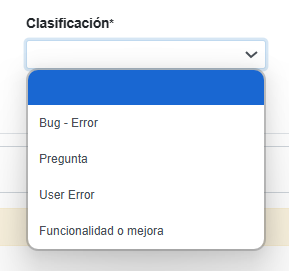 Clasificación*
Bug - Error
Pregunta
User Error
Funcionalidad o mejora